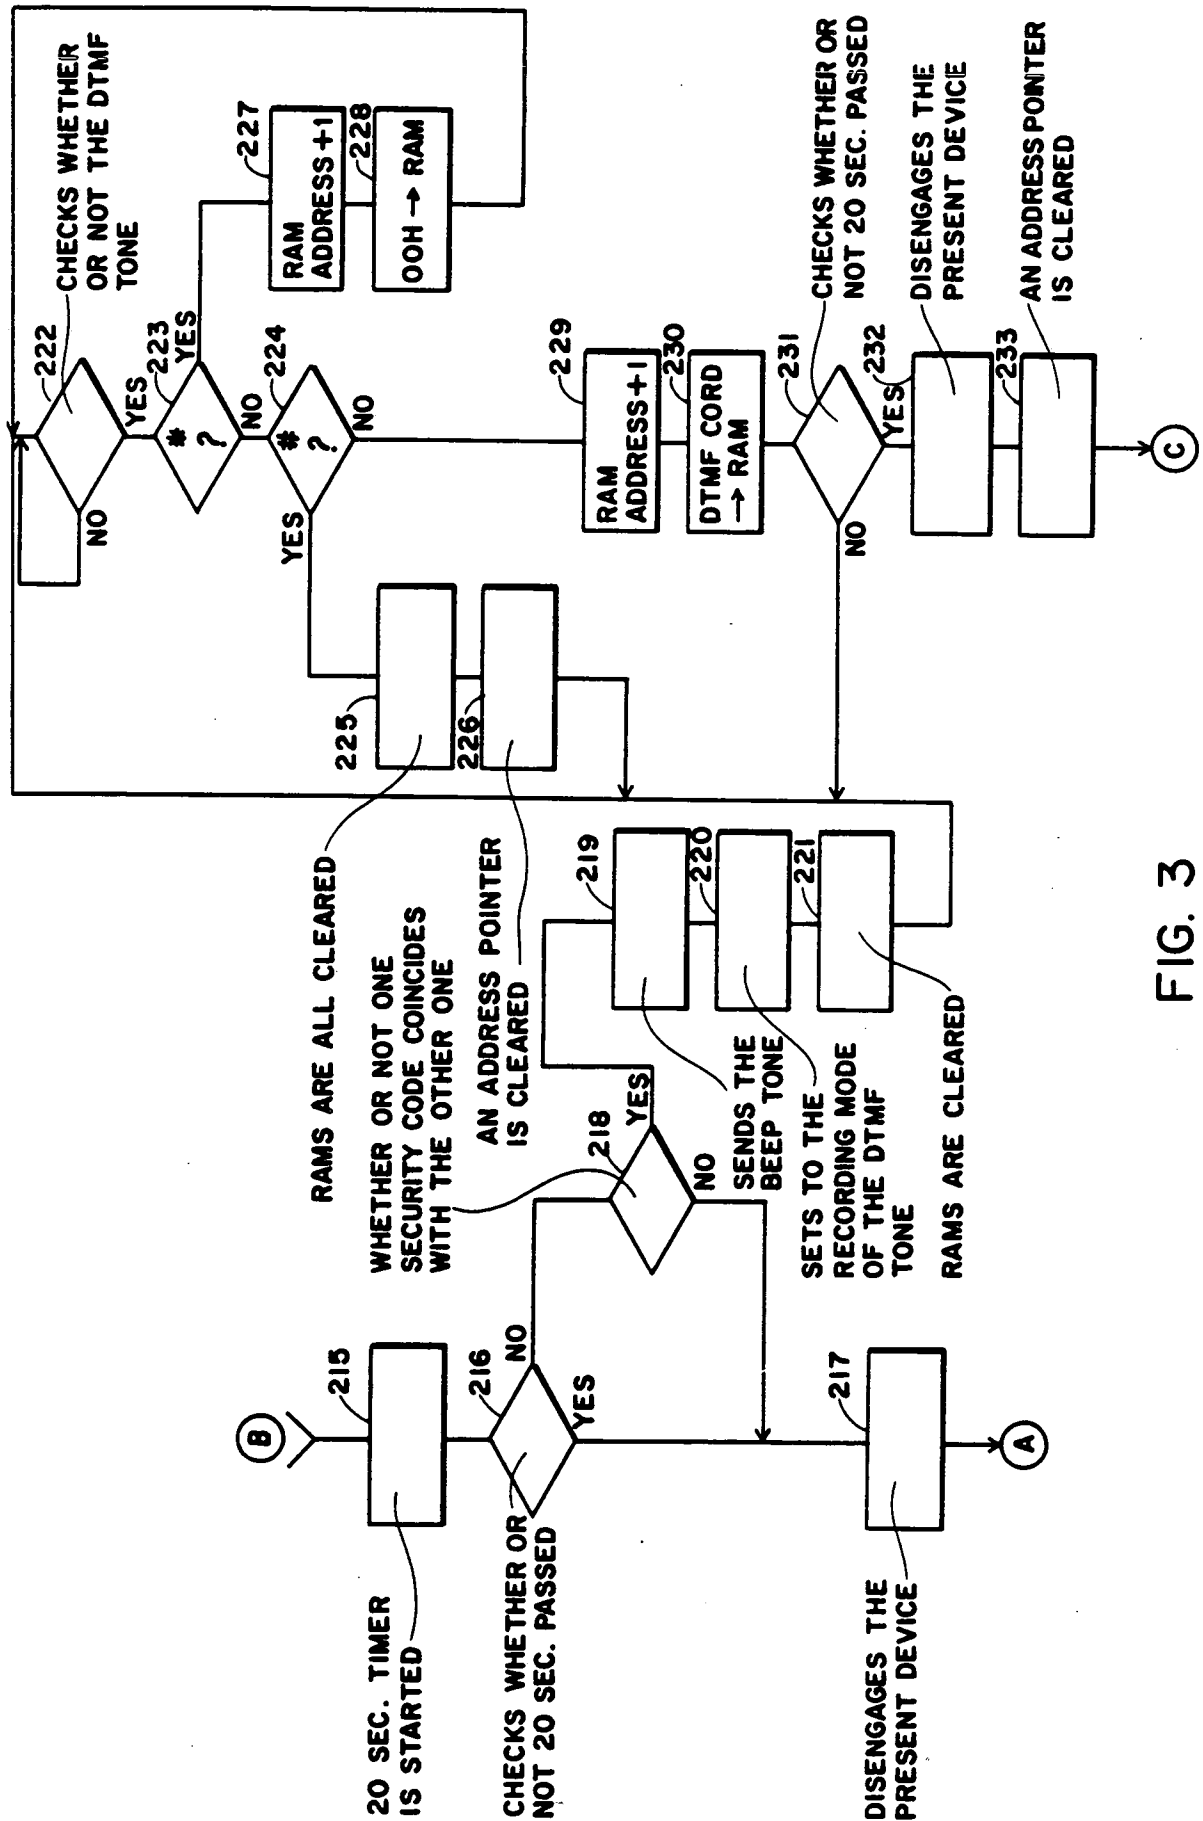 B
215
20 SEC. TIMER
IS STARTED
216
CHECKS WHETHER OR
NOT 20 SEC. PASSED
NO
YES
217
DISENGAGES THE
PRESENT DEVICE
A
WHETHER OR NOT ONE
SECURITY CODE COINCIDES
WITH THE OTHER ONE
218
YES
NO
219
SENDS THE
BEEP TONE
220
SETS TO THE
RECORDING MODE
OF THE DTMF
TONE
221
RAMS ARE CLEARED
222
CHECKS WHETHER
OR NOT THE DTMF
TONE
NO
YES
223
* ?
YES
NO
224
# ?
YES
NO
225
RAMS ARE ALL CLEARED
226
AN ADDRESS POINTER
IS CLEARED
227
RAM
ADDRESS+1
228
OOH → RAM
229
RAM
ADDRESS+1
230
DTMF CORD
→ RAM
231
CHECKS WHETHER OR
NOT 20 SEC. PASSED
NO
YES
232
DISENGAGES THE
PRESENT DEVICE
233
AN ADDRESS POINTER
IS CLEARED
C
FIG. 3